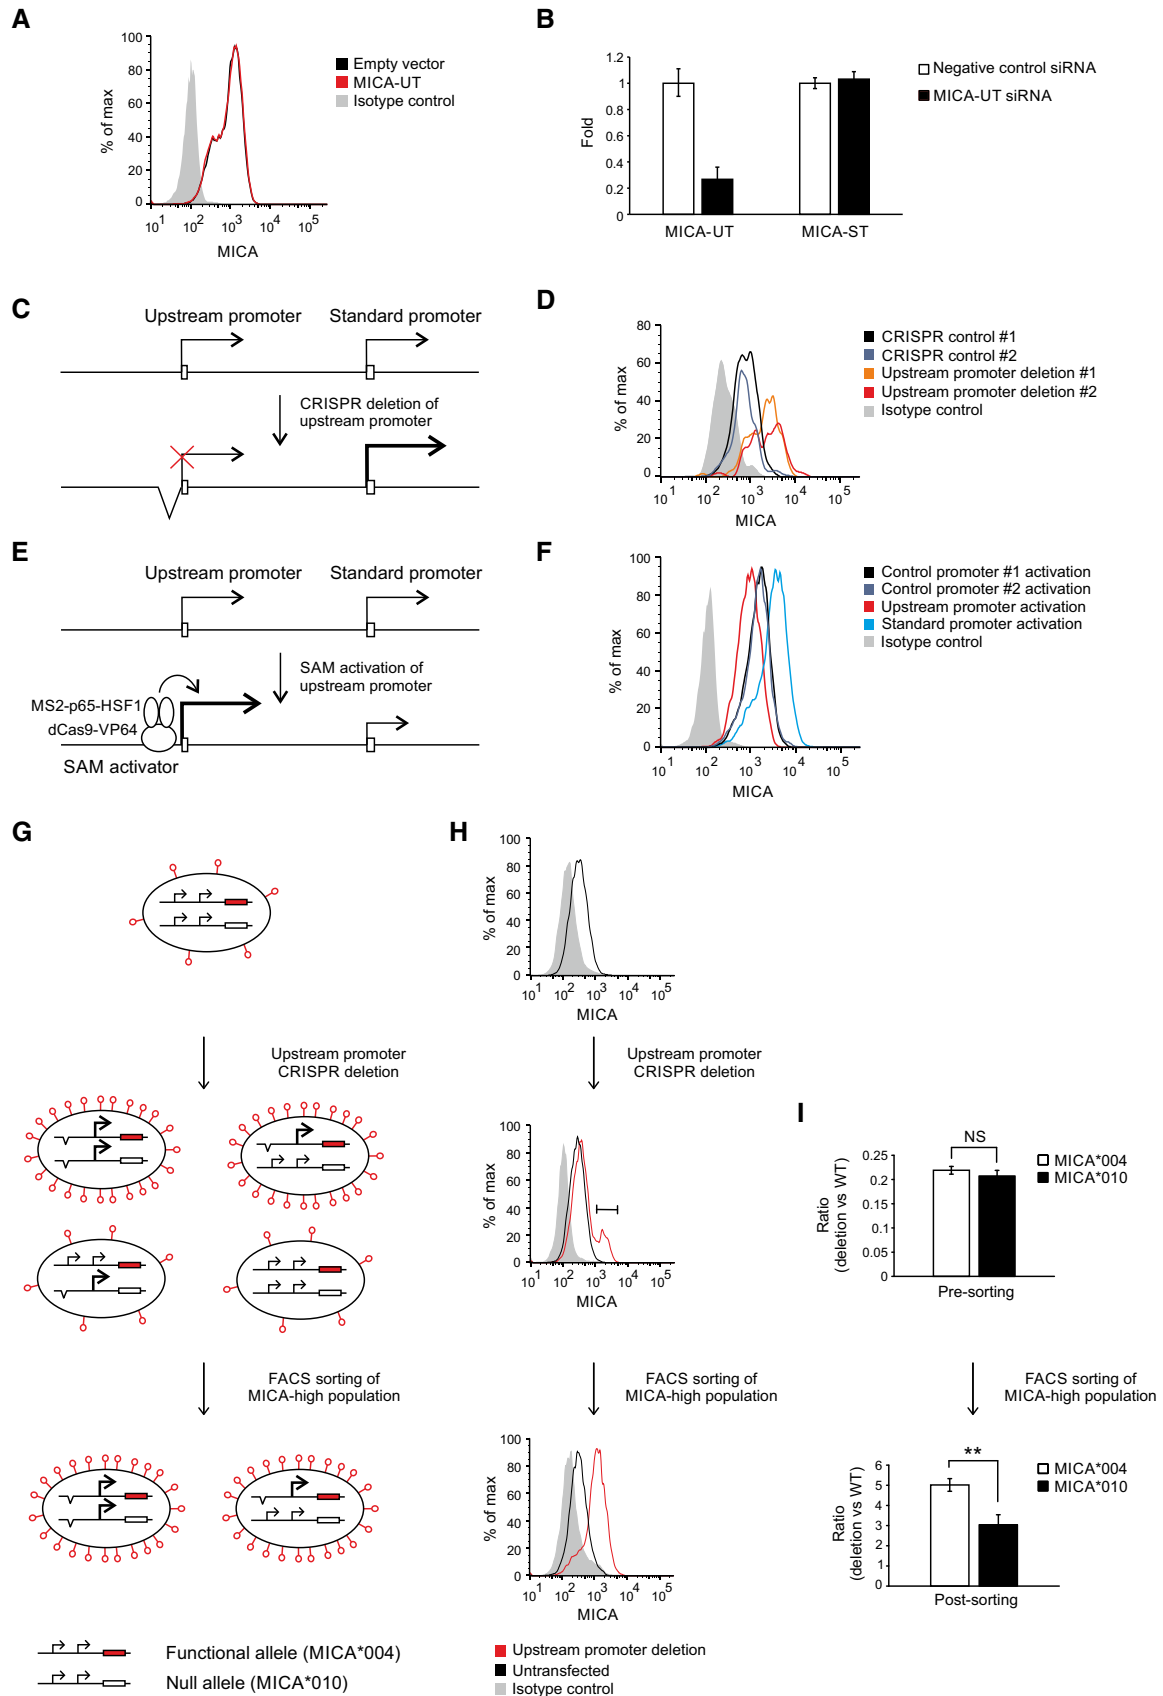 A
100
80
60
40
20
0
% of max
10^1 10^2 10^3 10^4 10^5
MICA
Empty vector
MICA-UT
Isotype control
B
1.2
1
0.8
0.6
0.4
0.2
0
Fold
MICA-UT MICA-ST
Negative control siRNA
MICA-UT siRNA
C
Upstream promoter Standard promoter
CRISPR deletion of
upstream promoter
D
80
60
40
20
0
% of max
10^1 10^2 10^3 10^4 10^5
MICA
CRISPR control #1
CRISPR control #2
Upstream promoter deletion #1
Upstream promoter deletion #2
Isotype control
E
Upstream promoter Standard promoter
SAM activation of
upstream promoter
MS2-p65-HSF1
dCas9-VP64
SAM activator
F
100
80
60
40
20
0
% of max
10^1 10^2 10^3 10^4 10^5
MICA
Control promoter #1 activation
Control promoter #2 activation
Upstream promoter activation
Standard promoter activation
Isotype control
G
Upstream promoter
CRISPR deletion
FACS sorting of
MICA-high population
Functional allele (MICA*004)
Null allele (MICA*010)
H
100
80
60
40
20
0
% of max
10^1 10^2 10^3 10^4 10^5
MICA
Upstream promoter
CRISPR deletion
100
80
60
40
20
0
% of max
10^1 10^2 10^3 10^4 10^5
MICA
FACS sorting of
MICA-high population
100
80
60
40
20
0
% of max
10^1 10^2 10^3 10^4 10^5
MICA
Upstream promoter deletion
Untransfected
Isotype control
I
NS
0.25
0.2
0.15
0.1
0.05
0
Ratio
(deletion vs WT)
Pre-sorting
MICA*004
MICA*010
FACS sorting of
MICA-high population
**
6
5
4
3
2
1
0
Ratio
(deletion vs WT)
Post-sorting
MICA*004
MICA*010